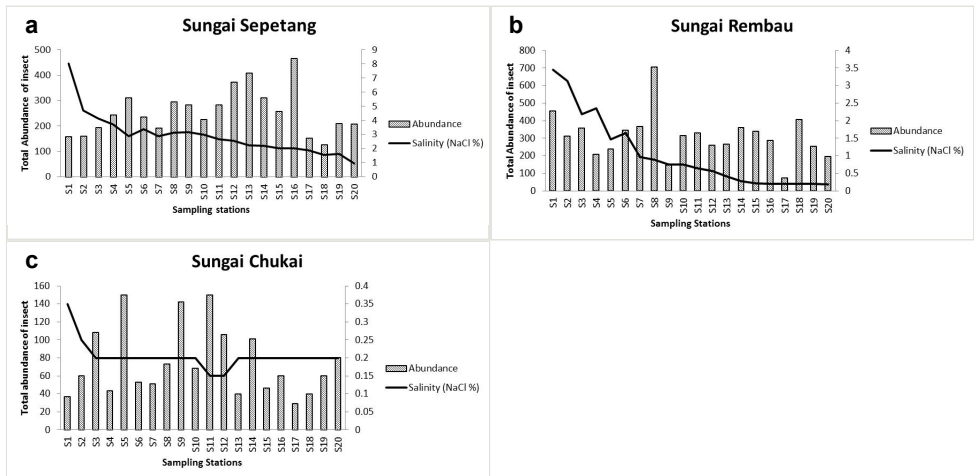 a
Sungai Sepetang
Total Abundance of insect
500
400
300
200
100
0
9
8
7
6
5
4
3
2
1
0
Abundance
Salinity (NaCl %)
S1 S2 S3 S4 S5 S6 S7 S8 S9 S10 S11 S12 S13 S14 S15 S16 S17 S18 S19 S20
Sampling stations
b
Sungai Rembau
Total Abundance of insect
800
700
600
500
400
300
200
100
0
4
3.5
3
2.5
2
1.5
1
0.5
0
Abundance
Salinity (NaCl %)
S1 S2 S3 S4 S5 S6 S7 S8 S9 S10 S11 S12 S13 S14 S15 S16 S17 S18 S19 S20
Sampling Stations
c
Sungai Chukai
Total abundance of insect
160
140
120
100
80
60
40
20
0
0.4
0.35
0.3
0.25
0.2
0.15
0.1
0.05
0
Abundance
Salinity (NaCl %)
S1 S2 S3 S4 S5 S6 S7 S8 S9 S10 S11 S12 S13 S14 S15 S16 S17 S18 S19 S20
Sampling Stations